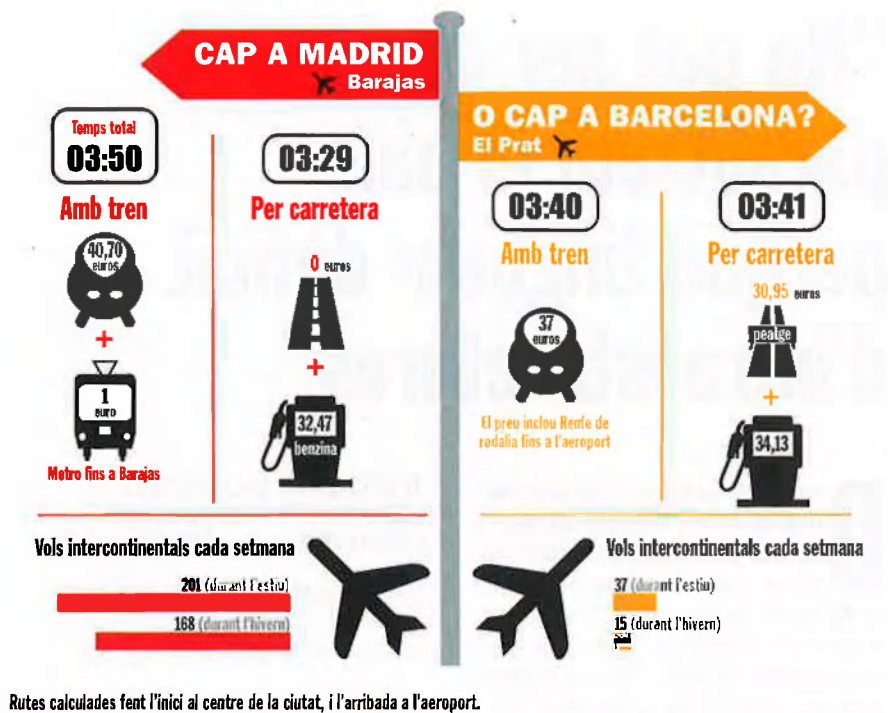 CAP A MADRID
Barajas
Temps total
03:50
Amb tren
40,70
euros
+
1
euro
Metro fins a Barajas
03:29
Per carretera
0 euros
+
32,47
benzina
Vols intercontinentals cada setmana
201 (durant l'estiu)
168 (durant l'hivern)
O CAP A BARCELONA?
El Prat
03:40
Amb tren
37
euros
El preu inclou Renfe de
rodalia fins a l'aeroport
03:41
Per carretera
30,95 euros
peatge
+
34,13
Vols intercontinentals cada setmana
37 (durant l'estiu)
15 (durant l'hivern)
Rutes calculades fent l'inici al centre de la ciutat, i l'arribada a l'aeroport.